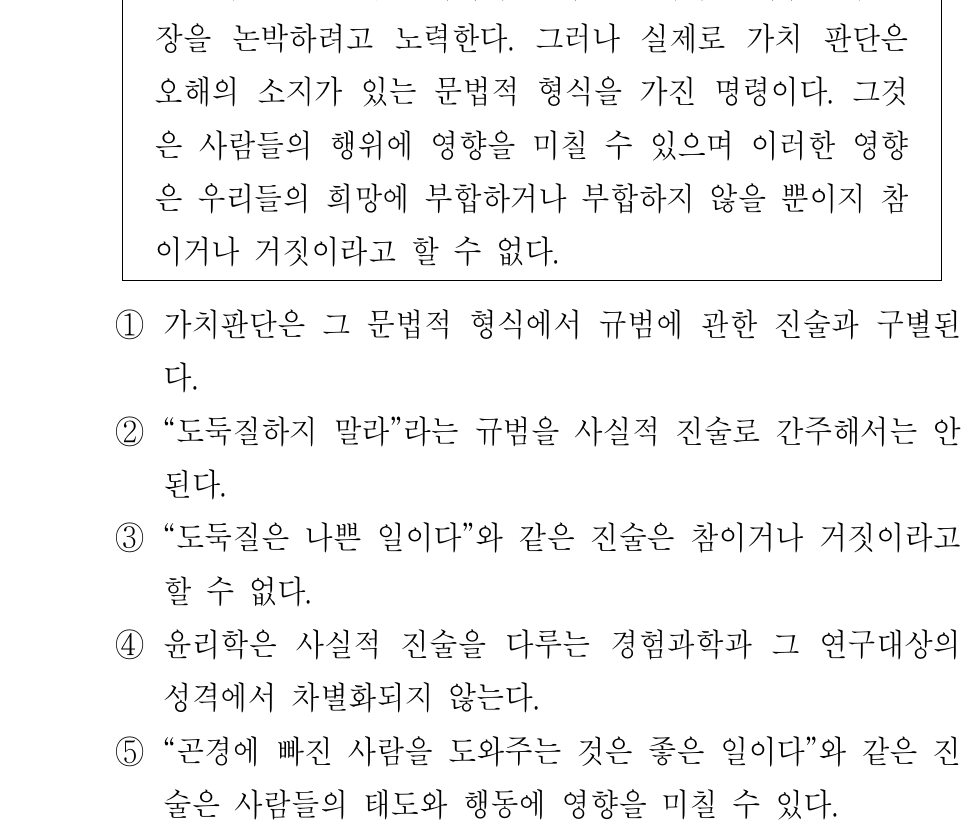 장을 논박하려고 노력한다. 그러나 실제로 가치 판단은
오해의 소지가 있는 문법적 형식을 가진 명령이다. 그것
은 사람들의 행위에 영향을 미칠 수 있으며 이러한 영향
은 우리들의 희망에 부합하거나 부합하지 않을 뿐이지 참
이거나 거짓이라고 할 수 없다.
① 가치판단은 그 문법적 형식에서 규범에 관한 진술과 구별된
다.
② “도둑질하지 말라”라는 규범을 사실적 진술로 간주해서는 안
된다.
③ “도둑질은 나쁜 일이다”와 같은 진술은 참이거나 거짓이라고
할 수 없다.
④ 윤리학은 사실적 진술을 다루는 경험과학과 그 연구대상의
성격에서 차별화되지 않는다.
⑤ “곤경에 빠진 사람을 도와주는 것은 좋은 일이다”와 같은 진
술은 사람들의 태도와 행동에 영향을 미칠 수 있다.